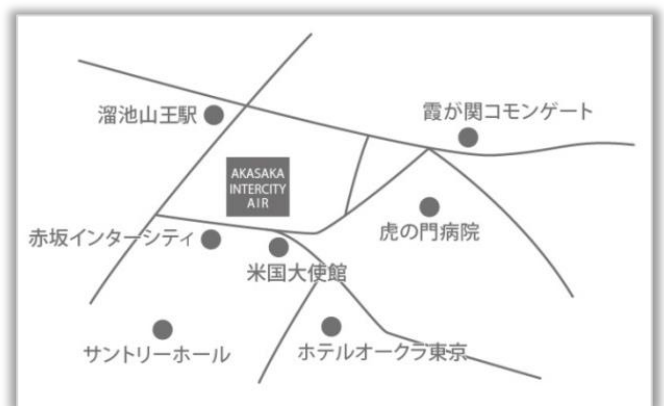 溜池山王駅
霞が関コモンゲート
AKASAKA
INTERCITY
AIR
赤坂インターシティ
虎の門病院
米国大使館
サントリーホール
ホテルオークラ東京